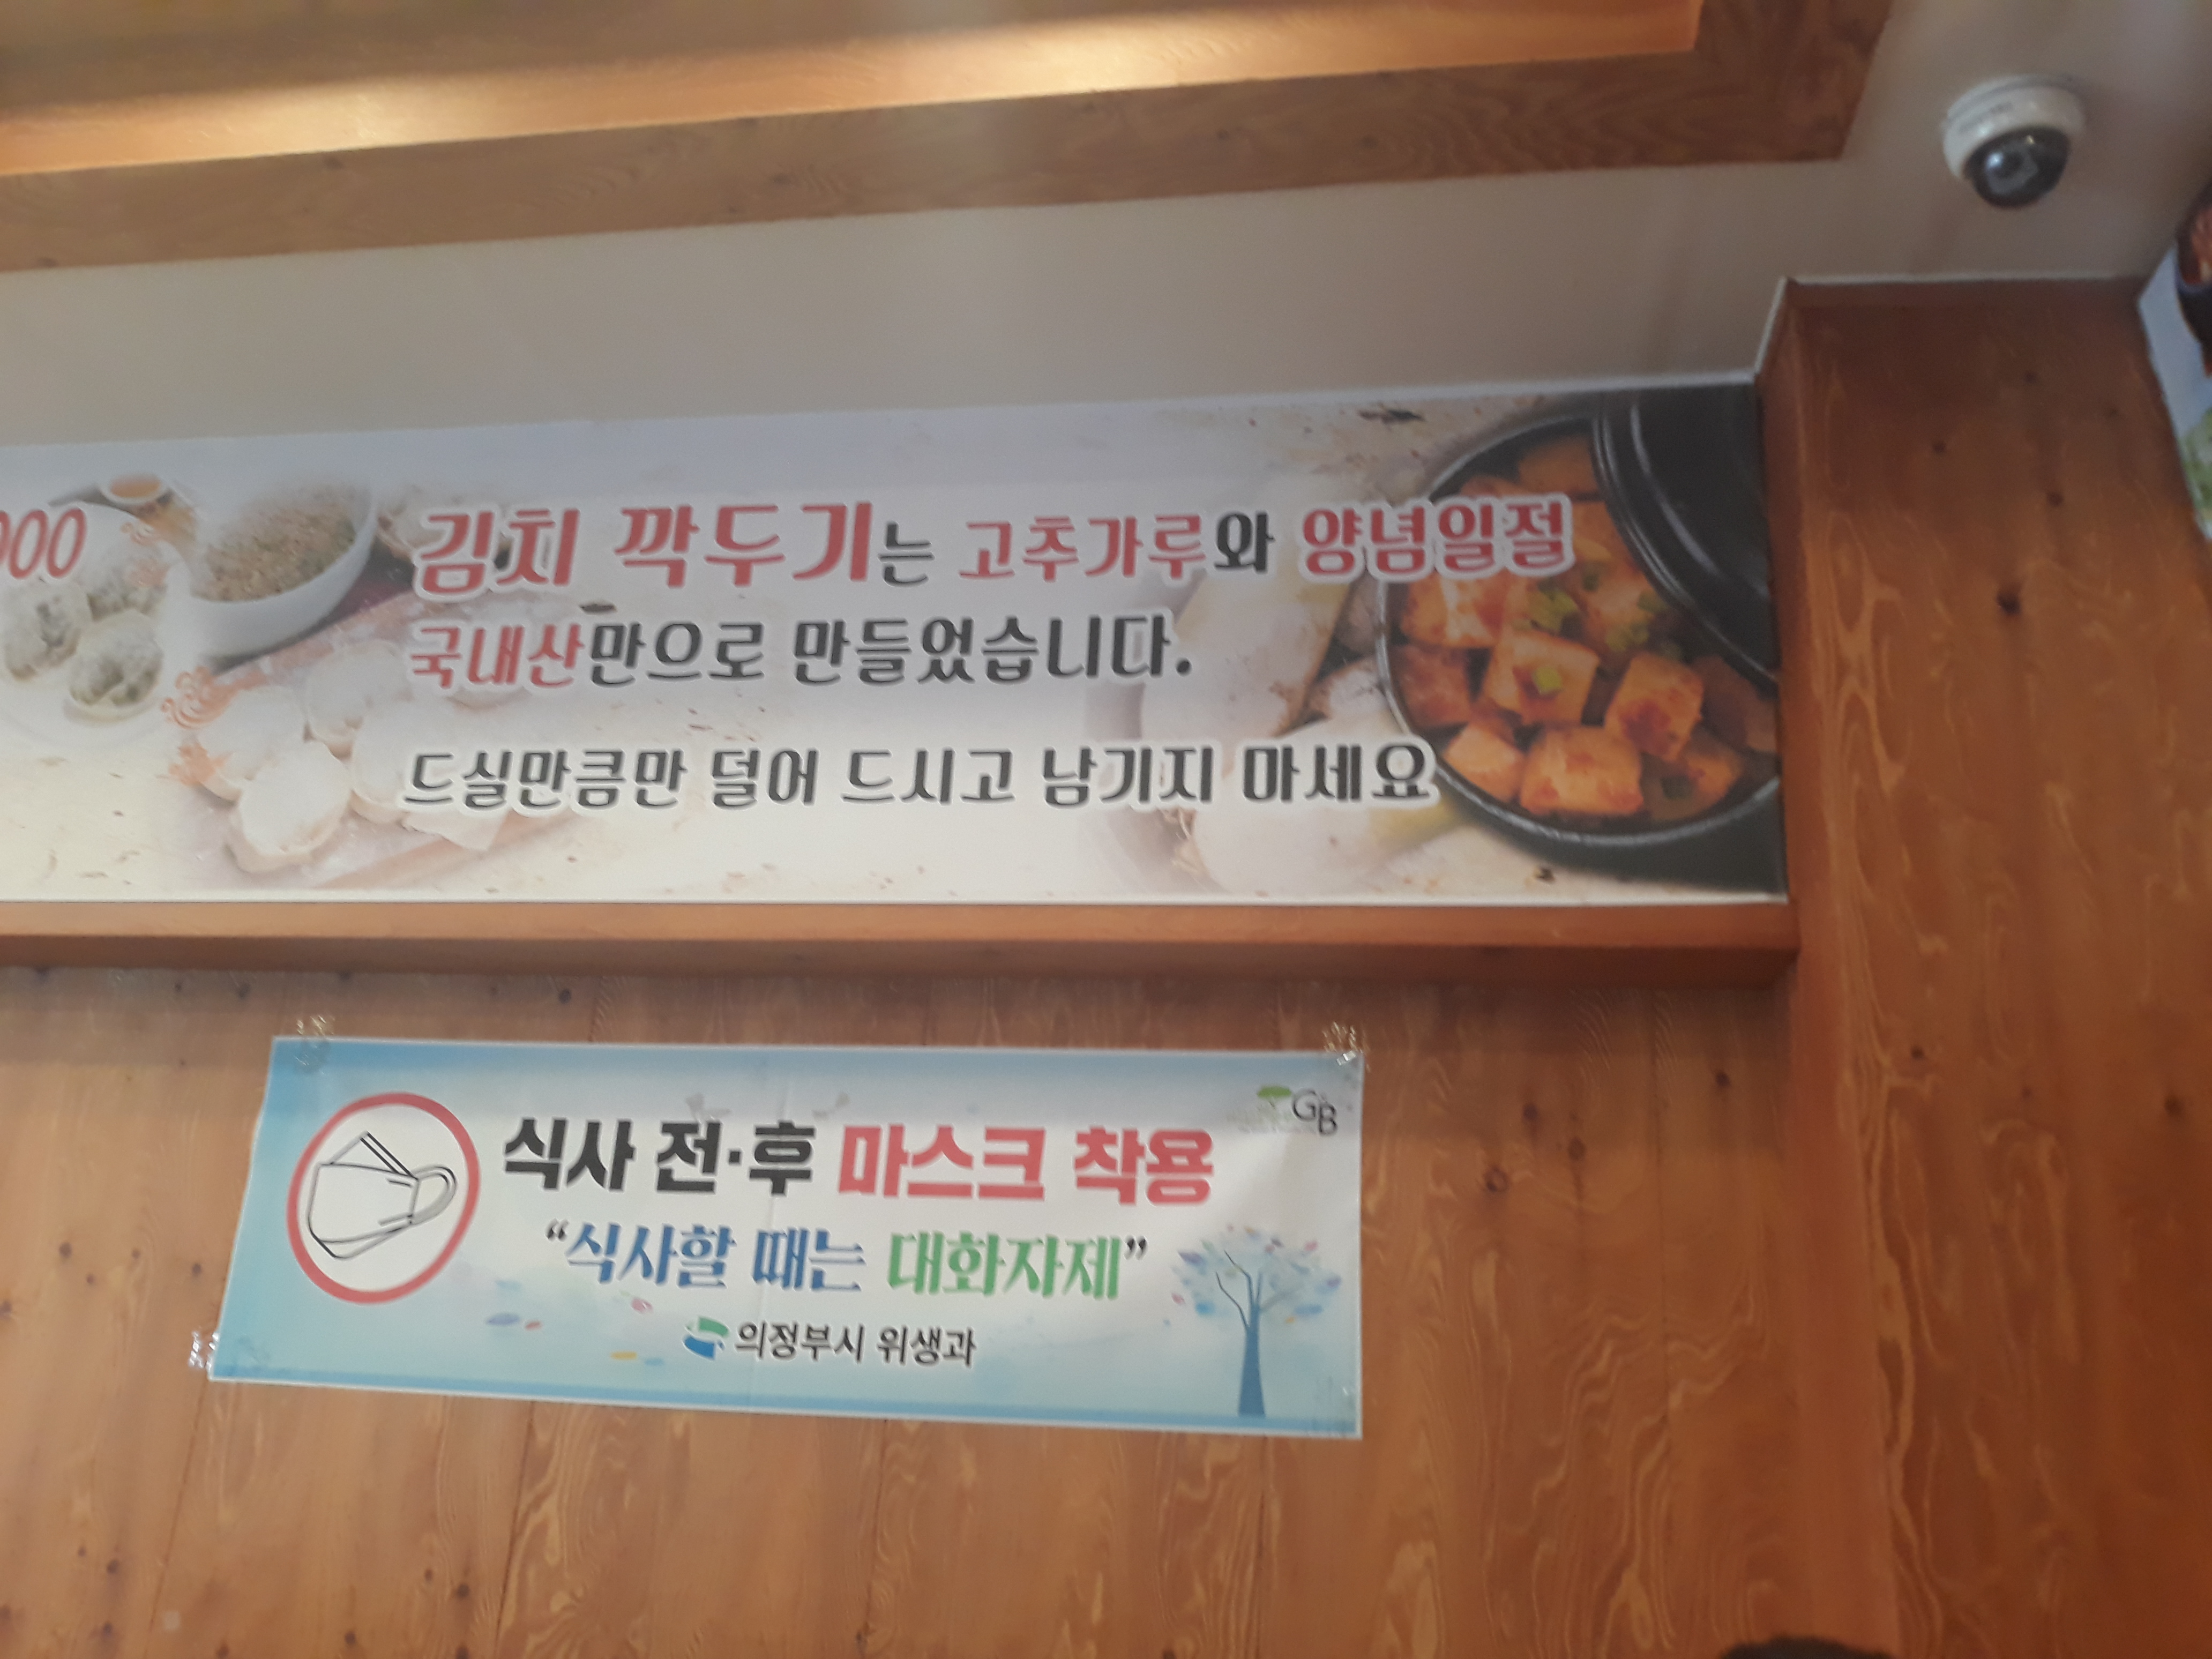 000
김치 깍두기는 고추가루와 양념일절
국내산만으로 만들었습니다.
드실만큼만 덜어 드시고 남기지 마세요
GB
식사 전·후 마스크 착용
“식사할 때는 대화자제”
의정부시 위생과